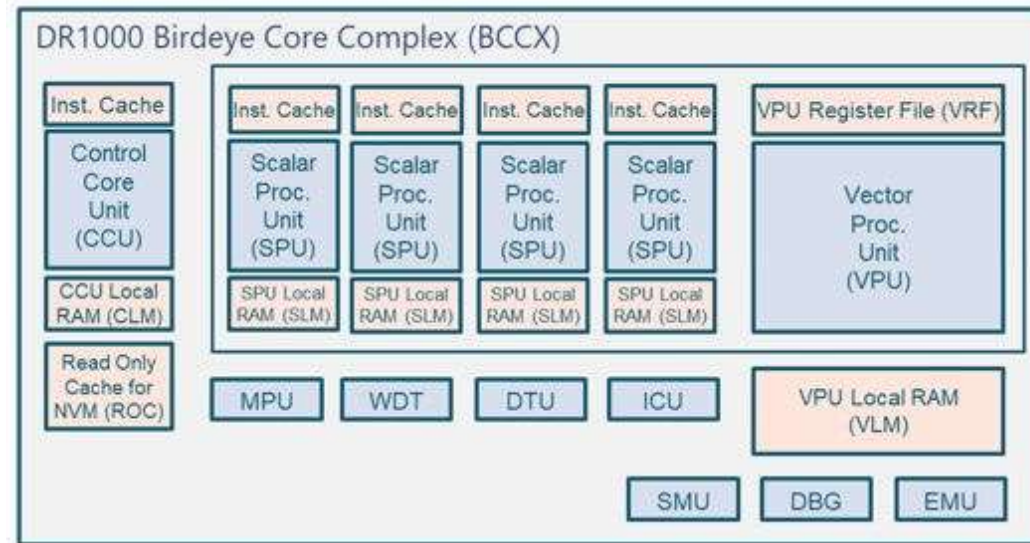 DR1000 Birdeye Core Complex (BCCX)
Inst. Cache
Control
Core
Unit
(CCU)
CCU Local
RAM (CLM)
Read Only
Cache for
NVM (ROC)
Inst. Cache
Scalar
Proc.
Unit
(SPU)
SPU Local
RAM (SLM)
Inst. Cache
Scalar
Proc.
Unit
(SPU)
SPU Local
RAM (SLM)
Inst. Cache
Scalar
Proc.
Unit
(SPU)
SPU Local
RAM (SLM)
Inst. Cache
Scalar
Proc.
Unit
(SPU)
SPU Local
RAM (SLM)
VPU Register File (VRF)
Vector
Proc.
Unit
(VPU)
MPU
WDT
DTU
ICU
VPU Local RAM
(VLM)
SMU
DBG
EMU